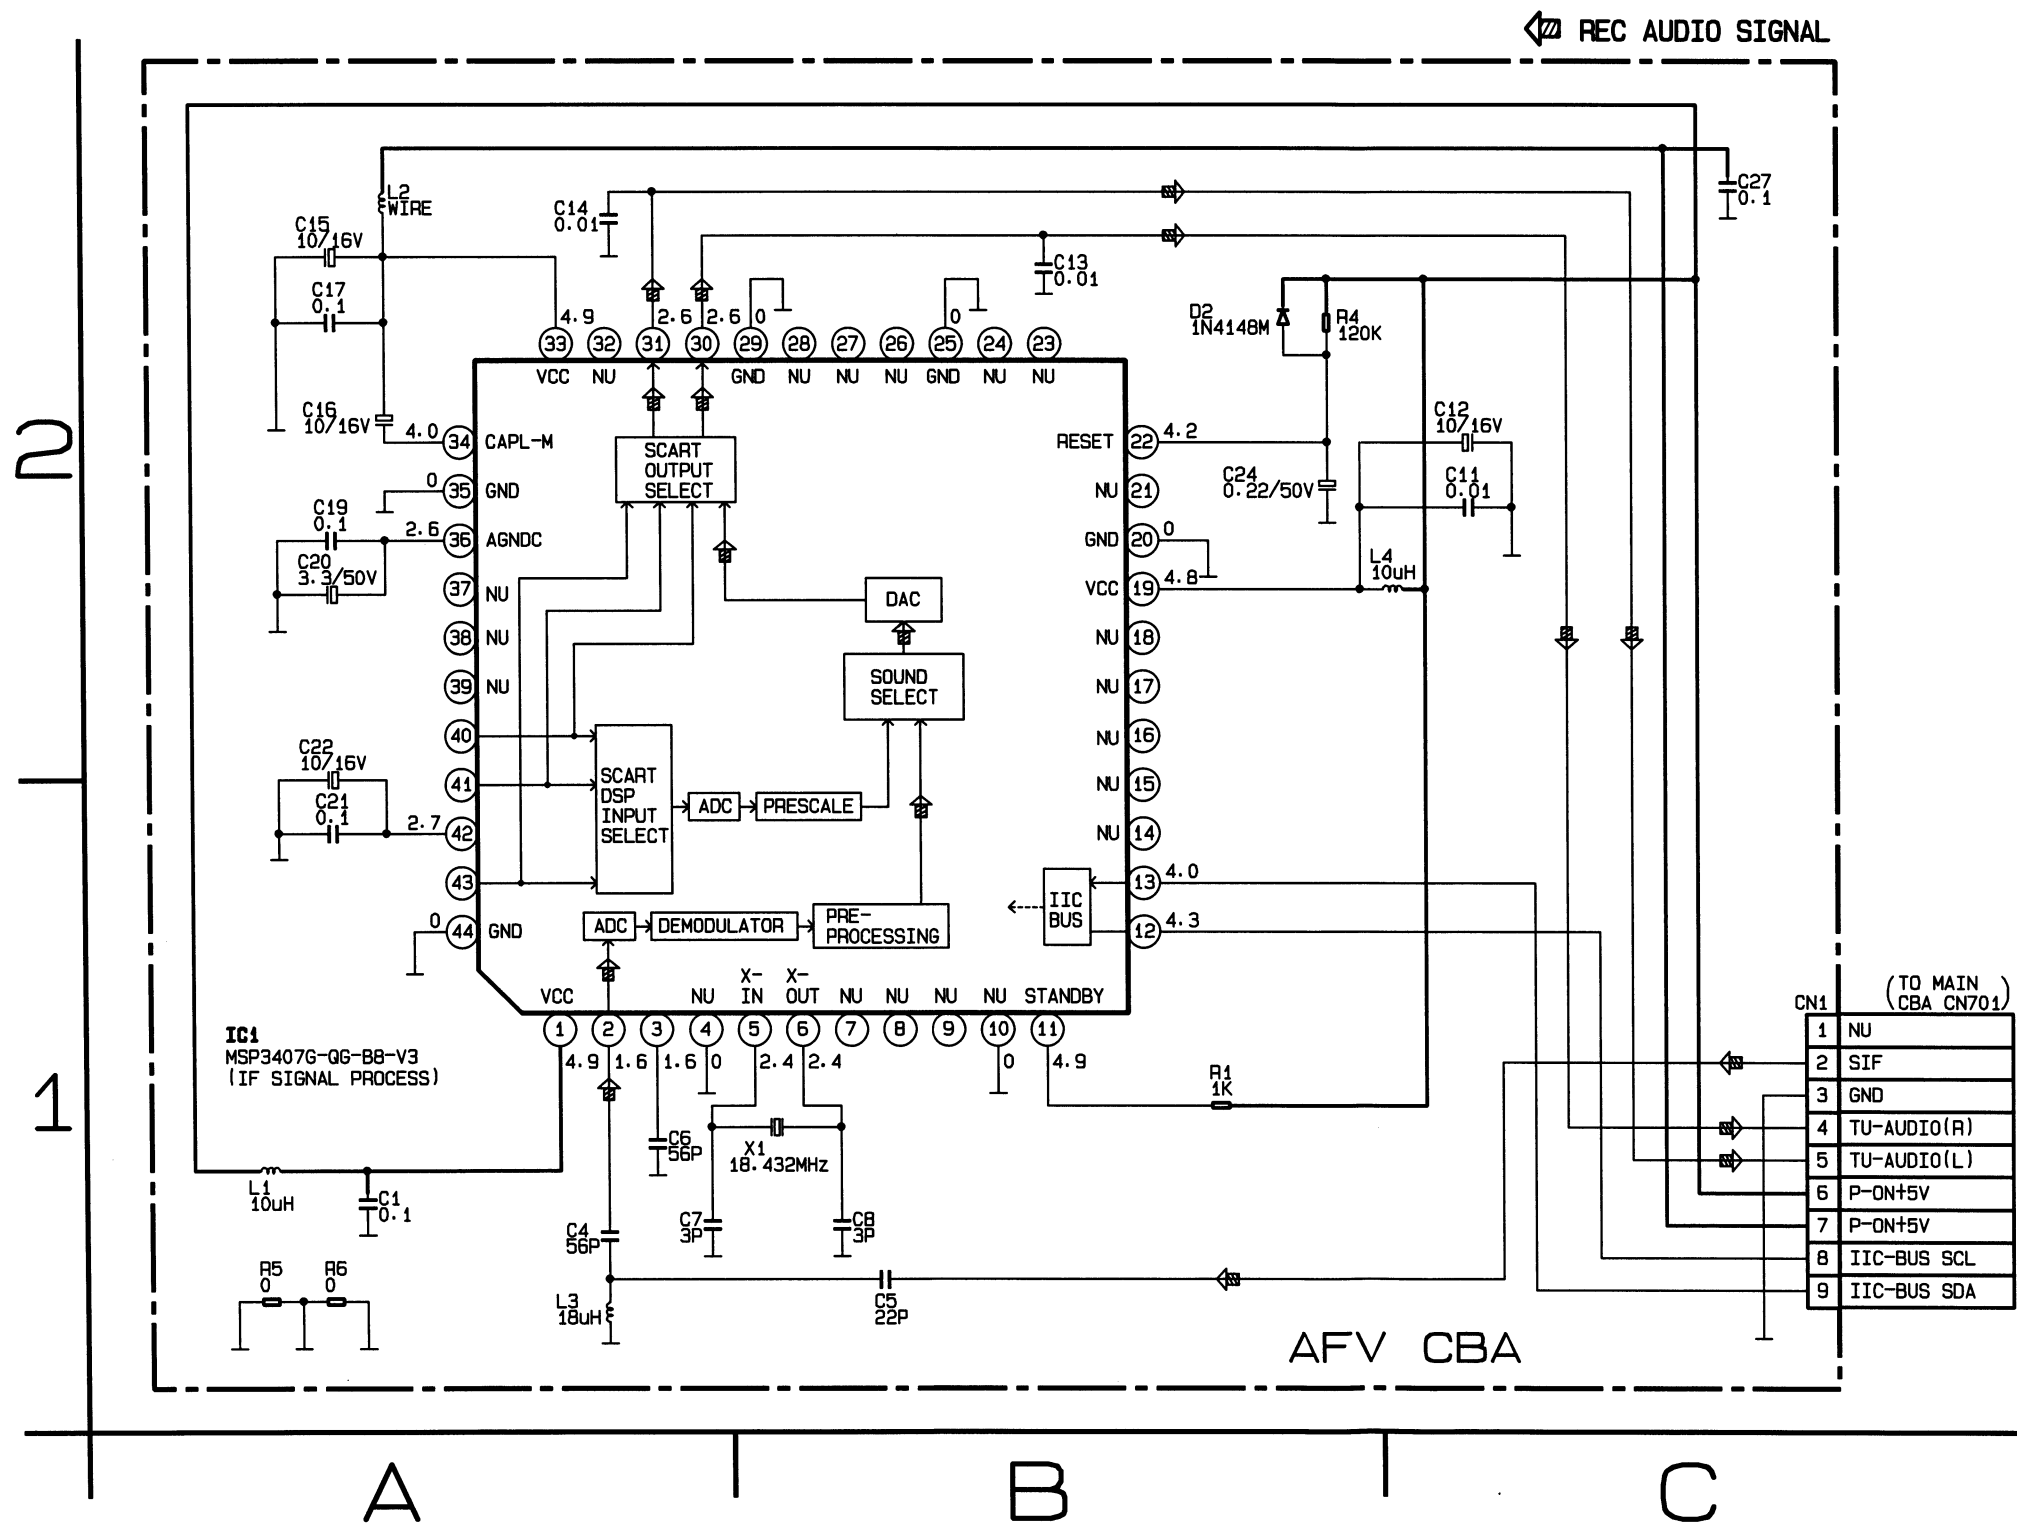 REC AUDIO SIGNAL
2
1
A
B
C
L2
WIRE
C15
10/16V
C17
0.1
C14
0.01
C13
0.01
C27
0.1
4.9
2.6
2.6
0
0
33
32
31
30
29
28
27
26
25
24
23
VCC
NU
GND
NU
NU
NU
GND
NU
NU
D2
1N4148M
R4
120K
C16
10/16V
4.0
34
CAPL-M
0
35
GND
C19
0.1
2.6
36
AGNDC
C20
3.3/50V
37
NU
38
NU
39
NU
40
41
C22
10/16V
C21
0.1
2.7
42
43
0
44
GND
SCART
OUTPUT
SELECT
DAC
SOUND
SELECT
SCART
DSP
INPUT
SELECT
ADC
PRESCALE
ADC
DEMODULATOR
PRE-
PROCESSING
IIC
BUS
RESET
22
4.2
NU
21
GND
20
0
VCC
19
4.8
NU
18
NU
17
NU
16
NU
15
NU
14
13
4.0
12
4.3
C24
0.22/50V
C12
10/16V
C11
0.01
L4
10uH
VCC
NU
X-
IN
X-
OUT
NU
NU
NU
NU
STANDBY
1
2
3
4
5
6
7
8
9
10
11
4.9
1.6
1.6
0
2.4
2.4
0
4.9
IC1
MSP3407G-QG-B8-V3
(IF SIGNAL PROCESS)
R1
1K
C6
56P
X1
18.432MHz
L1
10uH
C1
0.1
C4
56P
C7
3P
C8
3P
R5
0
R6
0
L3
18uH
C5
22P
AFV CBA
CN1
(TO MAIN
CBA CN701)
1 NU
2 SIF
3 GND
4 TU-AUDIO(R)
5 TU-AUDIO(L)
6 P-ON+5V
7 P-ON+5V
8 IIC-BUS SCL
9 IIC-BUS SDA